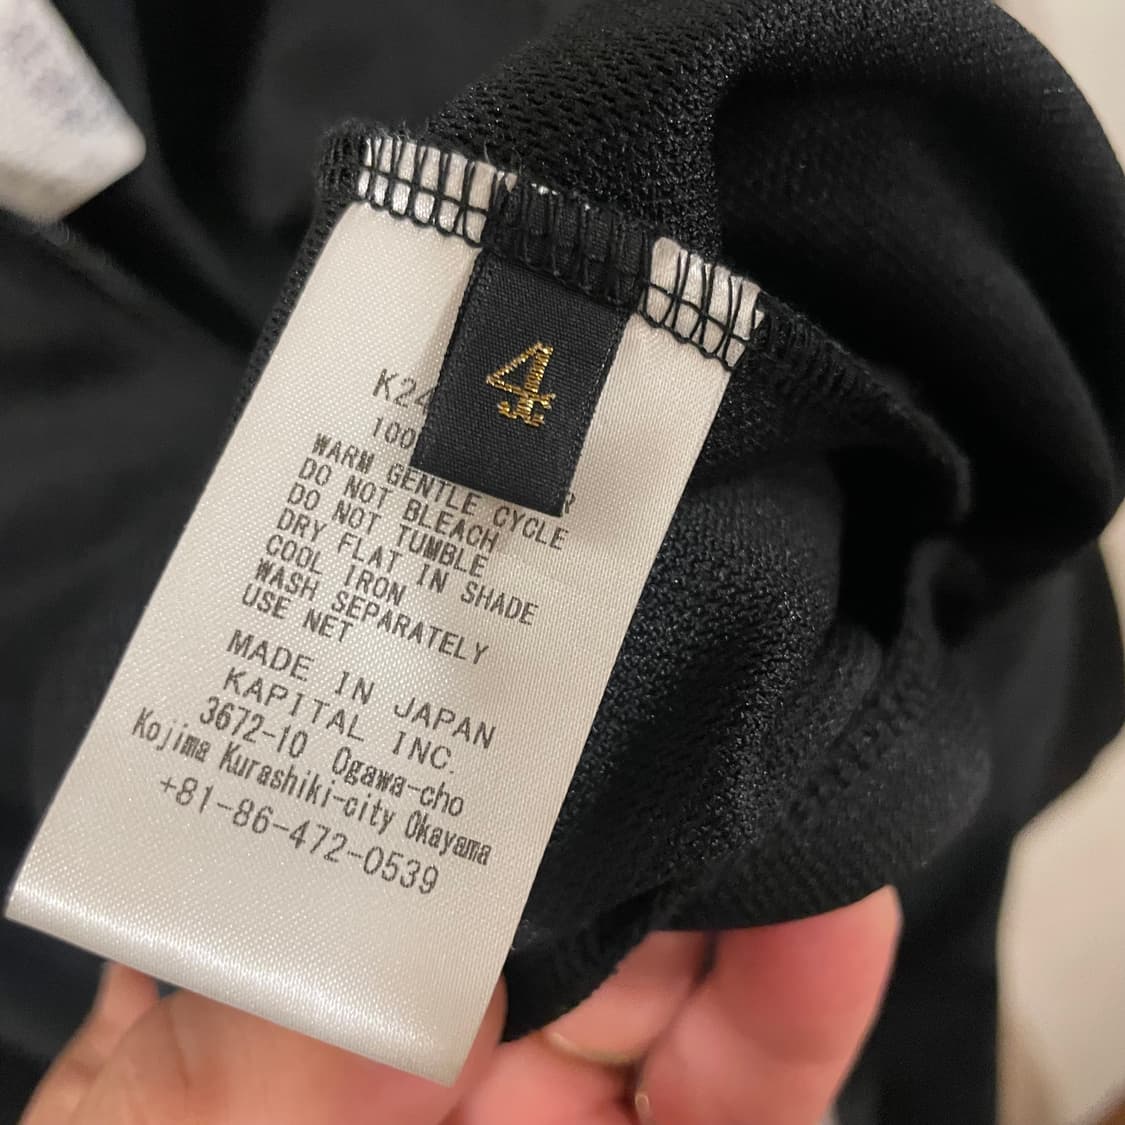 4
K24
100
WARM GENTLE CYCLE
DO NOT BLEACH
DO NOT TUMBLE
DRY FLAT IN SHADE
COOL IRON
WASH SEPARATELY
USE NET
MADE IN JAPAN
KAPITAL INC.
3672-10 Ogawa-cho
Kojima Kurashiki-city Okayama
+81-86-472-0539